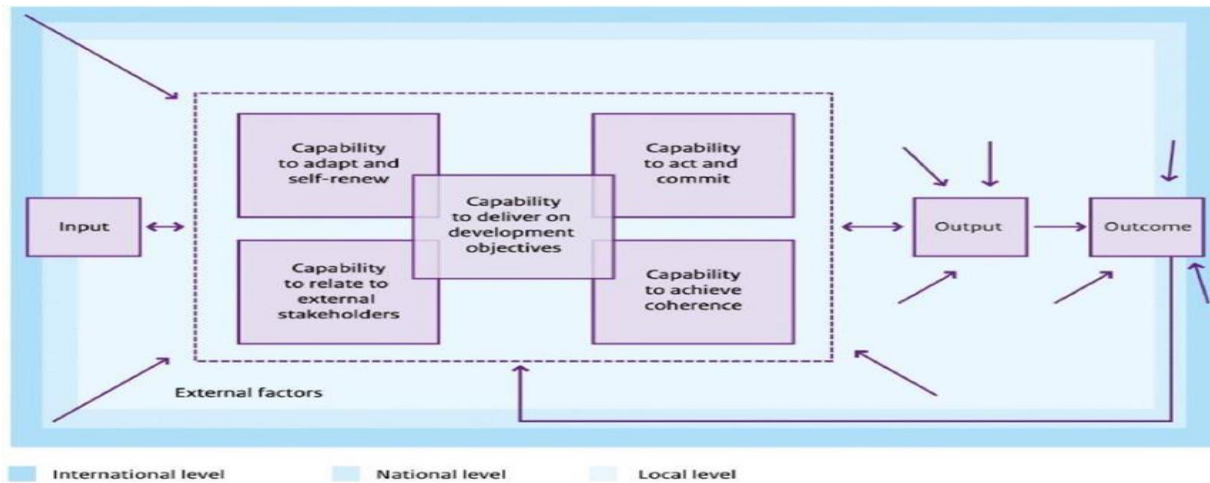 Capability
to adapt and
self-renew
Capability
to act and
commit
Capability
to deliver on
development
objectives
Input
Output
Outcome
Capability
to relate to
external
stakeholders
Capability
to achieve
coherence
External factors
International level
National level
Local level